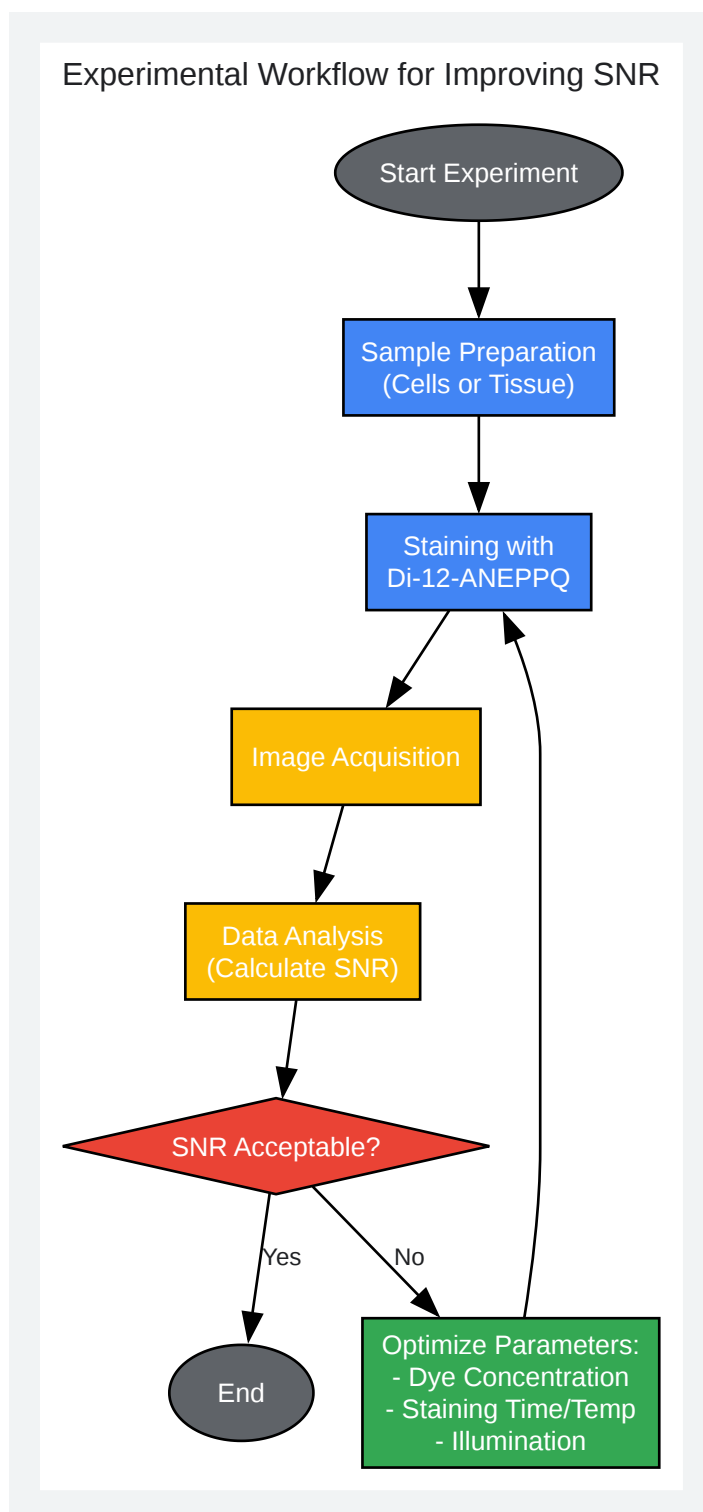 Experimental Workflow for Improving SNR
Start Experiment
Sample Preparation
(Cells or Tissue)
Staining with
Di-12-ANEPPQ
Image Acquisition
Data Analysis
(Calculate SNR)
SNR Acceptable?
Yes
No
End
Optimize Parameters:
- Dye Concentration
- Staining Time/Temp
- Illumination